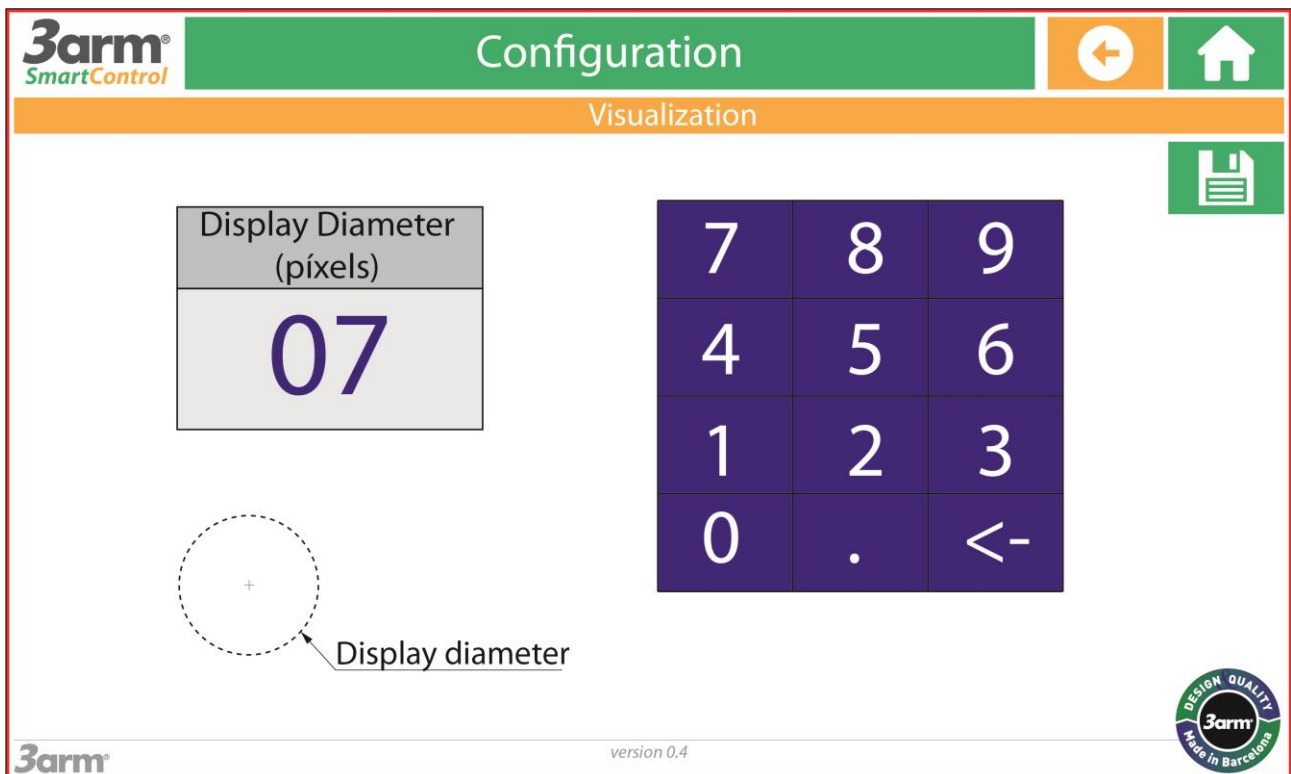 3arm®
SmartControl
Configuration
Visualization
Display Diameter
(píxels)
07
7 8 9
4 5 6
1 2 3
0 . <-
Display diameter
DESIGN QUALITY
3arm
Made in Barcelona
3arm®
version 0.4